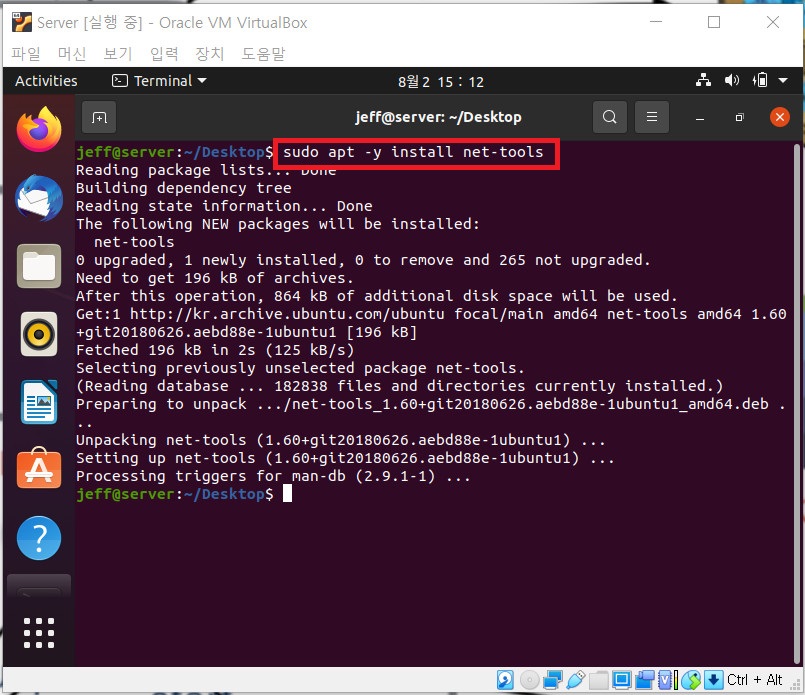 Server [실행 중] - Oracle VM VirtualBox
파일 머신 보기 입력 장치 도움말
Activities Terminal 8월 2 15 : 12
jeff@server: ~/Desktop
jeff@server:~/Desktop$ sudo apt -y install net-tools
Reading package lists... Done
Building dependency tree
Reading state information... Done
The following NEW packages will be installed:
net-tools
0 upgraded, 1 newly installed, 0 to remove and 265 not upgraded.
Need to get 196 kB of archives.
After this operation, 864 kB of additional disk space will be used.
Get:1 http://kr.archive.ubuntu.com/ubuntu focal/main amd64 net-tools amd64 1.60
+git20180626.aebd88e-1ubuntu1 [196 kB]
Fetched 196 kB in 2s (125 kB/s)
Selecting previously unselected package net-tools.
(Reading database ... 182838 files and directories currently installed.)
Preparing to unpack .../net-tools_1.60+git20180626.aebd88e-1ubuntu1_amd64.deb .
..
Unpacking net-tools (1.60+git20180626.aebd88e-1ubuntu1) ...
Setting up net-tools (1.60+git20180626.aebd88e-1ubuntu1) ...
Processing triggers for man-db (2.9.1-1) ...
jeff@server:~/Desktop$
Ctrl + Alt